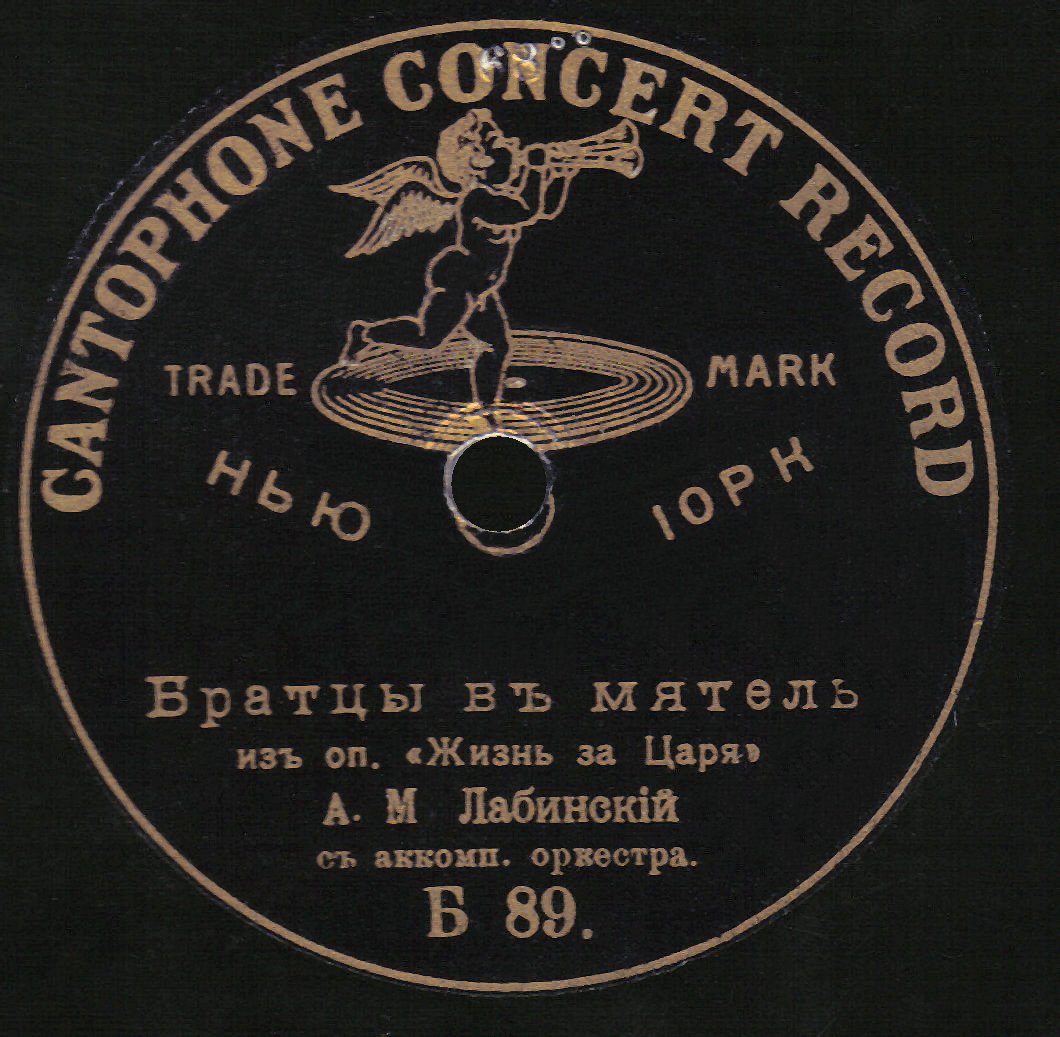 CANTOPHONE CONCERT RECORD
TRADE MARK
НЬЮ ІОРК
Братцы въ мятель
изъ оп. «Жизнь за Царя»
А. М Лабинскій
съ аккомп. оркестра.
Б 89.